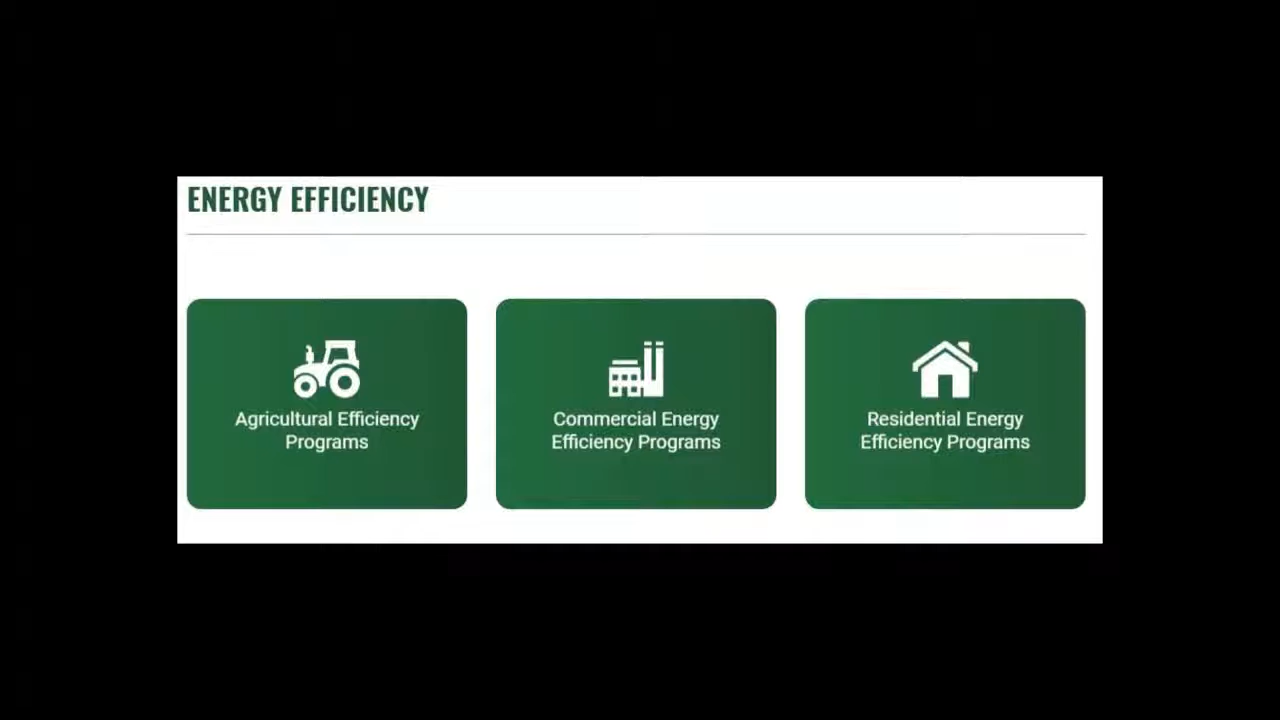 ENERGY EFFICIENCY
Agricultural Efficiency
Programs
Commercial Energy
Efficiency Programs
Residential Energy
Efficiency Programs